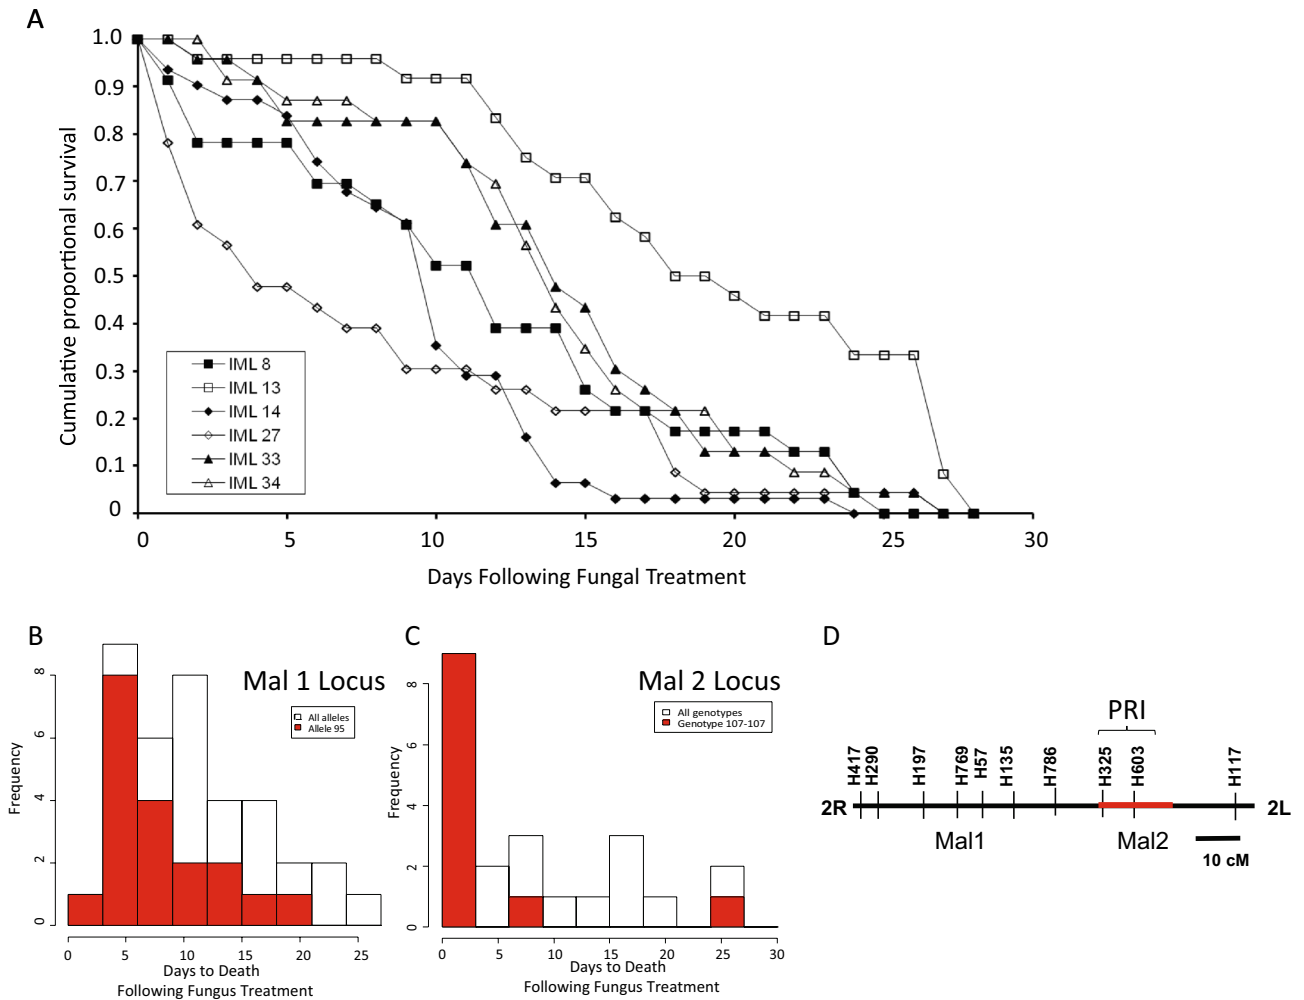 A
1.0
0.9
0.8
0.7
0.6
0.5
0.4
0.3
0.2
0.1
0
Cumulative proportional survival
IML 8
IML 13
IML 14
IML 27
IML 33
IML 34
0 5 10 15 20 25 30
Days Following Fungal Treatment
B
Mal 1 Locus
All alleles
Allele 95
Frequency
8
6
4
2
0
0 5 10 15 20 25
Days to Death
Following Fungus Treatment
C
Mal 2 Locus
All genotypes
Genotype 107-107
Frequency
8
6
4
2
0
0 5 10 15 20 25 30
Days to Death
Following Fungus Treatment
D
PRI
H417 H290 H197 H769 H57 H135 H786 H325 H603 H117
2R 2L
Mal1 Mal2
10 cM